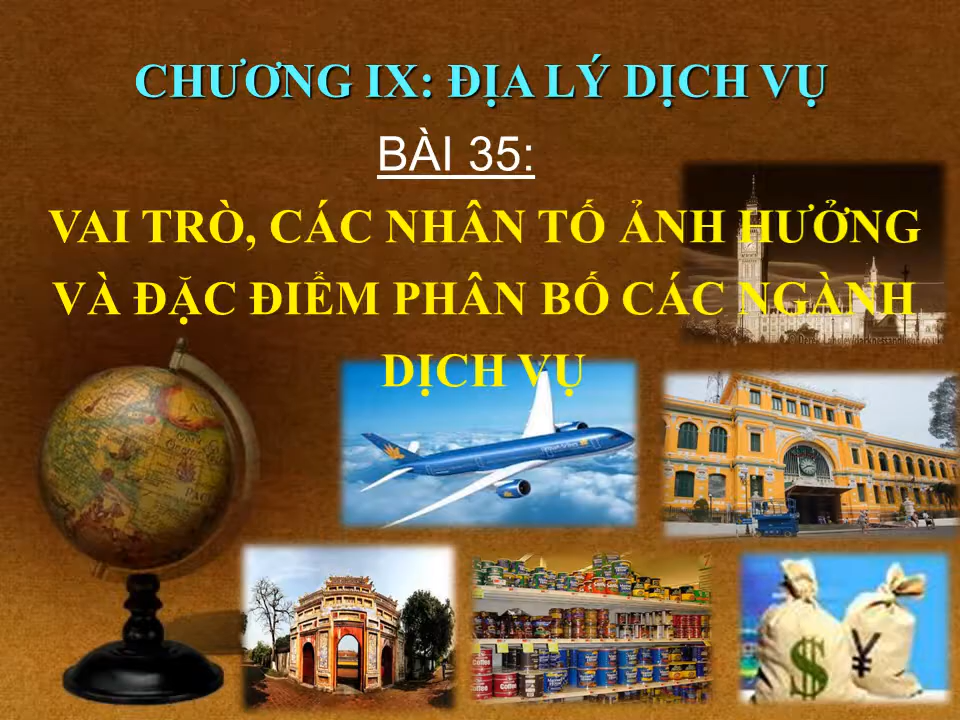 CHƯƠNG IX: ĐỊA LÝ DỊCH VỤ
BÀI 35:
VAI TRÒ, CÁC NHÂN TỐ ẢNH HƯỞNG
VÀ ĐẶC ĐIỂM PHÂN BỐ CÁC NGÀNH
DỊCH VỤ
$ ¥